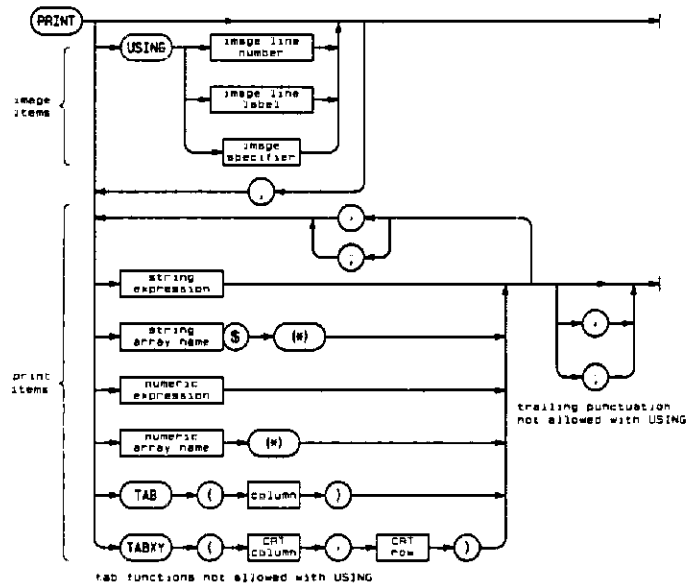 PRINT
USING
image line
number
image
items
image line
label
image
specifier
;
,
;
string
expression
,
string
array name
$
(*)
;
print
items
numeric
expression
trailing punctuation
not allowed with USING
numeric
array name
(*)
TAB
(
column
)
TABXY
(
CRT
column
,
CRT
row
)
tab functions not allowed with USING